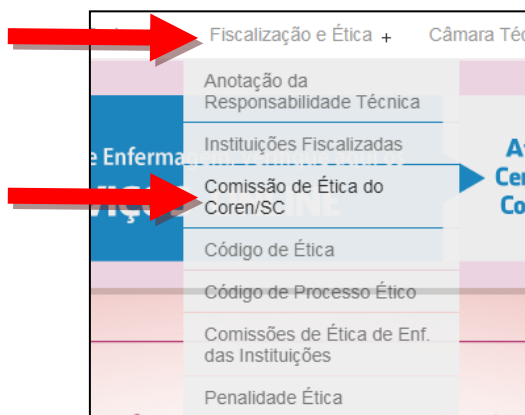 Fiscalização e Ética +
Câmara Téc
Anotação da
Responsabilidade Técnica
Instituições Fiscalizadas
e Enferma
Comissão de Ética do
Coren/SC
Código de Ética
Código de Processo Ético
Comissões de Ética de Enf.
das Instituições
Penalidade Ética